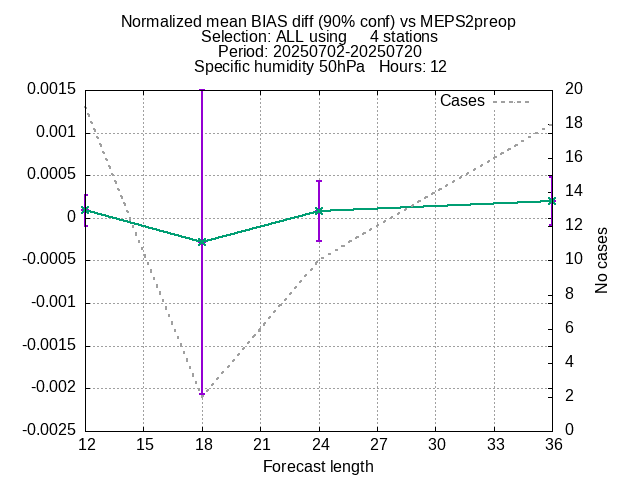 Normalized mean BIAS diff (90% conf) vs MEPS2preop
Selection: ALL using     4 stations
Period: 20250702-20250720
Specific humidity 50hPa   Hours: 12
Cases
0.0015
0.001
0.0005
0
-0.0005
-0.001
-0.0015
-0.002
-0.0025
20
18
16
14
12
10
8
6
4
2
0
No cases
12 15 18 21 24 27 30 33 36
Forecast length